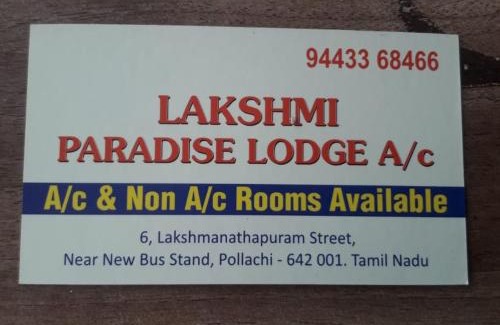 94433 68466
LAKSHMI
PARADISE LODGE A/c
A/c & Non A/c Rooms Available
6, Lakshmanathapuram Street,
Near New Bus Stand, Pollachi - 642 001. Tamil Nadu